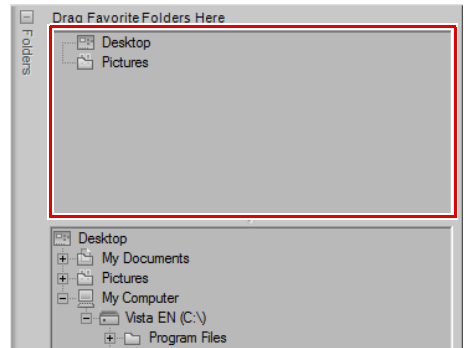 Drag Favorite Folders Here
Folders
Desktop
Pictures
Desktop
My Documents
Pictures
My Computer
Vista EN (C:\)
Program Files